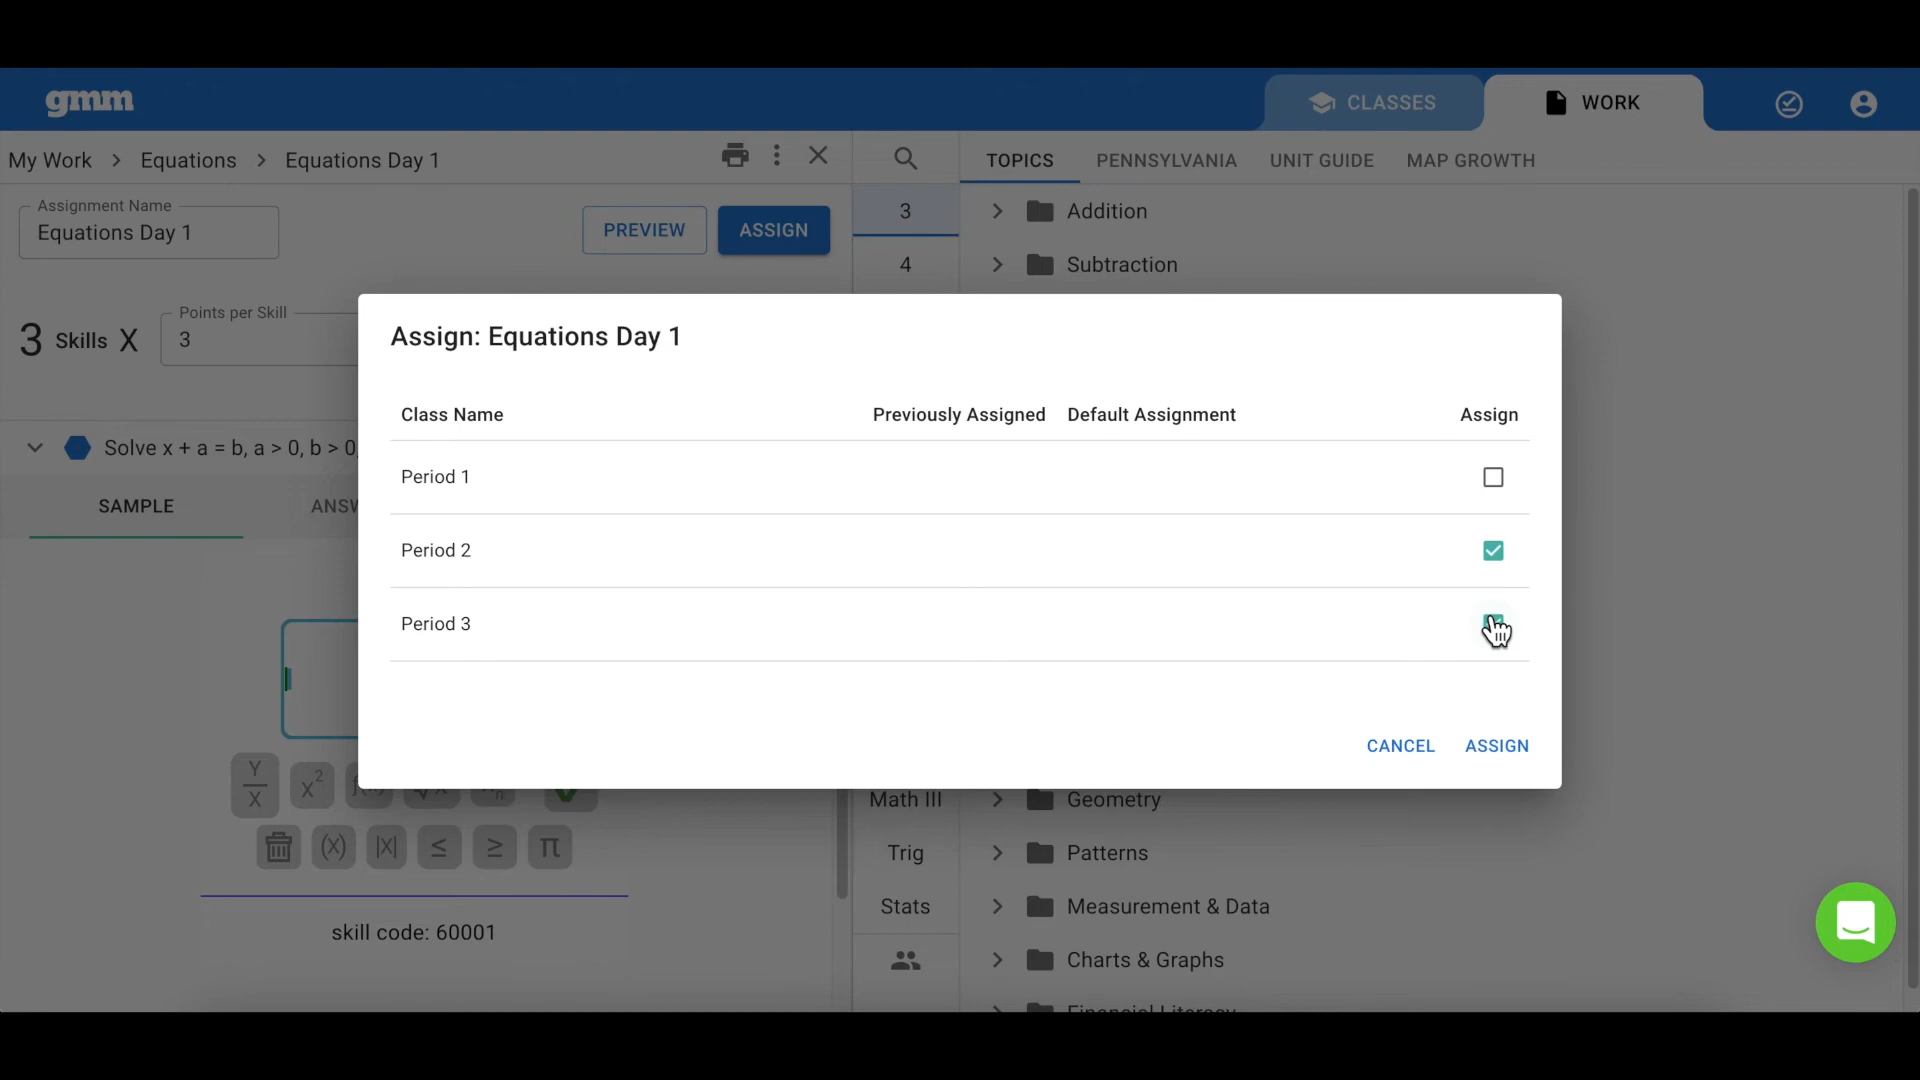 gmm
CLASSES
WORK
My Work > Equations > Equations Day 1
TOPICS
PENNSYLVANIA
UNIT GUIDE
MAP GROWTH
Assignment Name
Equations Day 1
PREVIEW
ASSIGN
3
4
Addition
Subtraction
3 Skills X
Points per Skill
3
Solve x + a = b, a > 0, b > 0,
SAMPLE
Assign: Equations Day 1
Class Name
Previously Assigned
Default Assignment
Assign
Period 1
Period 2
Period 3
CANCEL
ASSIGN
Y
X
x²
(X)
|X|
≤
≥
π
skill code: 60001
Math III
Trig
Stats
Geometry
Patterns
Measurement & Data
Charts & Graphs
Financial Literacy